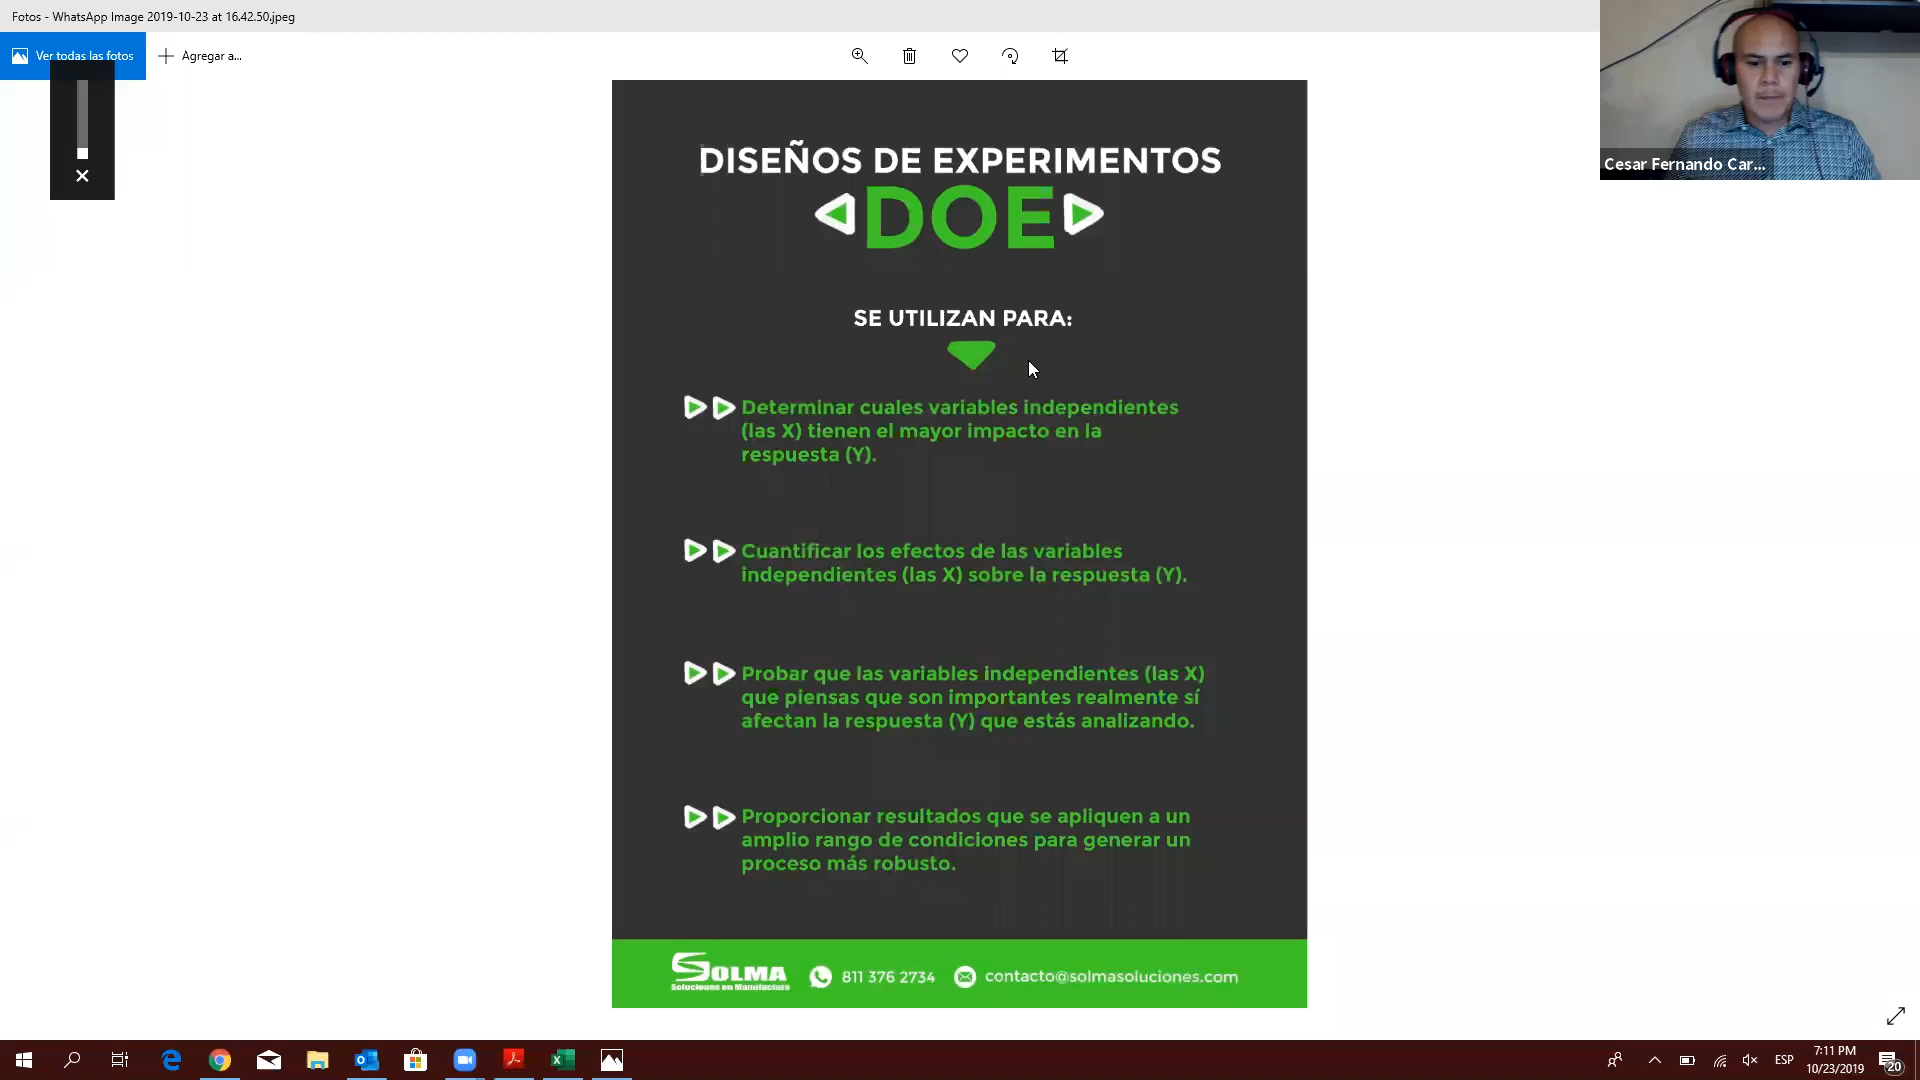 Fotos - WhatsApp Image 2019-10-23 at 16.42.50.jpeg
Ver todas las fotos
Agregar a...
Cesar Fernando Car...
DISEÑOS DE EXPERIMENTOS
DOE
SE UTILIZAN PARA:
Determinar cuales variables independientes
(las X) tienen el mayor impacto en la
respuesta (Y).
Cuantificar los efectos de las variables
independientes (las X) sobre la respuesta (Y).
Probar que las variables independientes (las X)
que piensas que son importantes realmente sí
afectan la respuesta (Y) que estás analizando.
Proporcionar resultados que se apliquen a un
amplio rango de condiciones para generar un
proceso más robusto.
SOLMA
Soluciones en Manufactura
811 376 2734
contacto@solmasoluciones.com
ESP
7:11 PM
10/23/2019
20